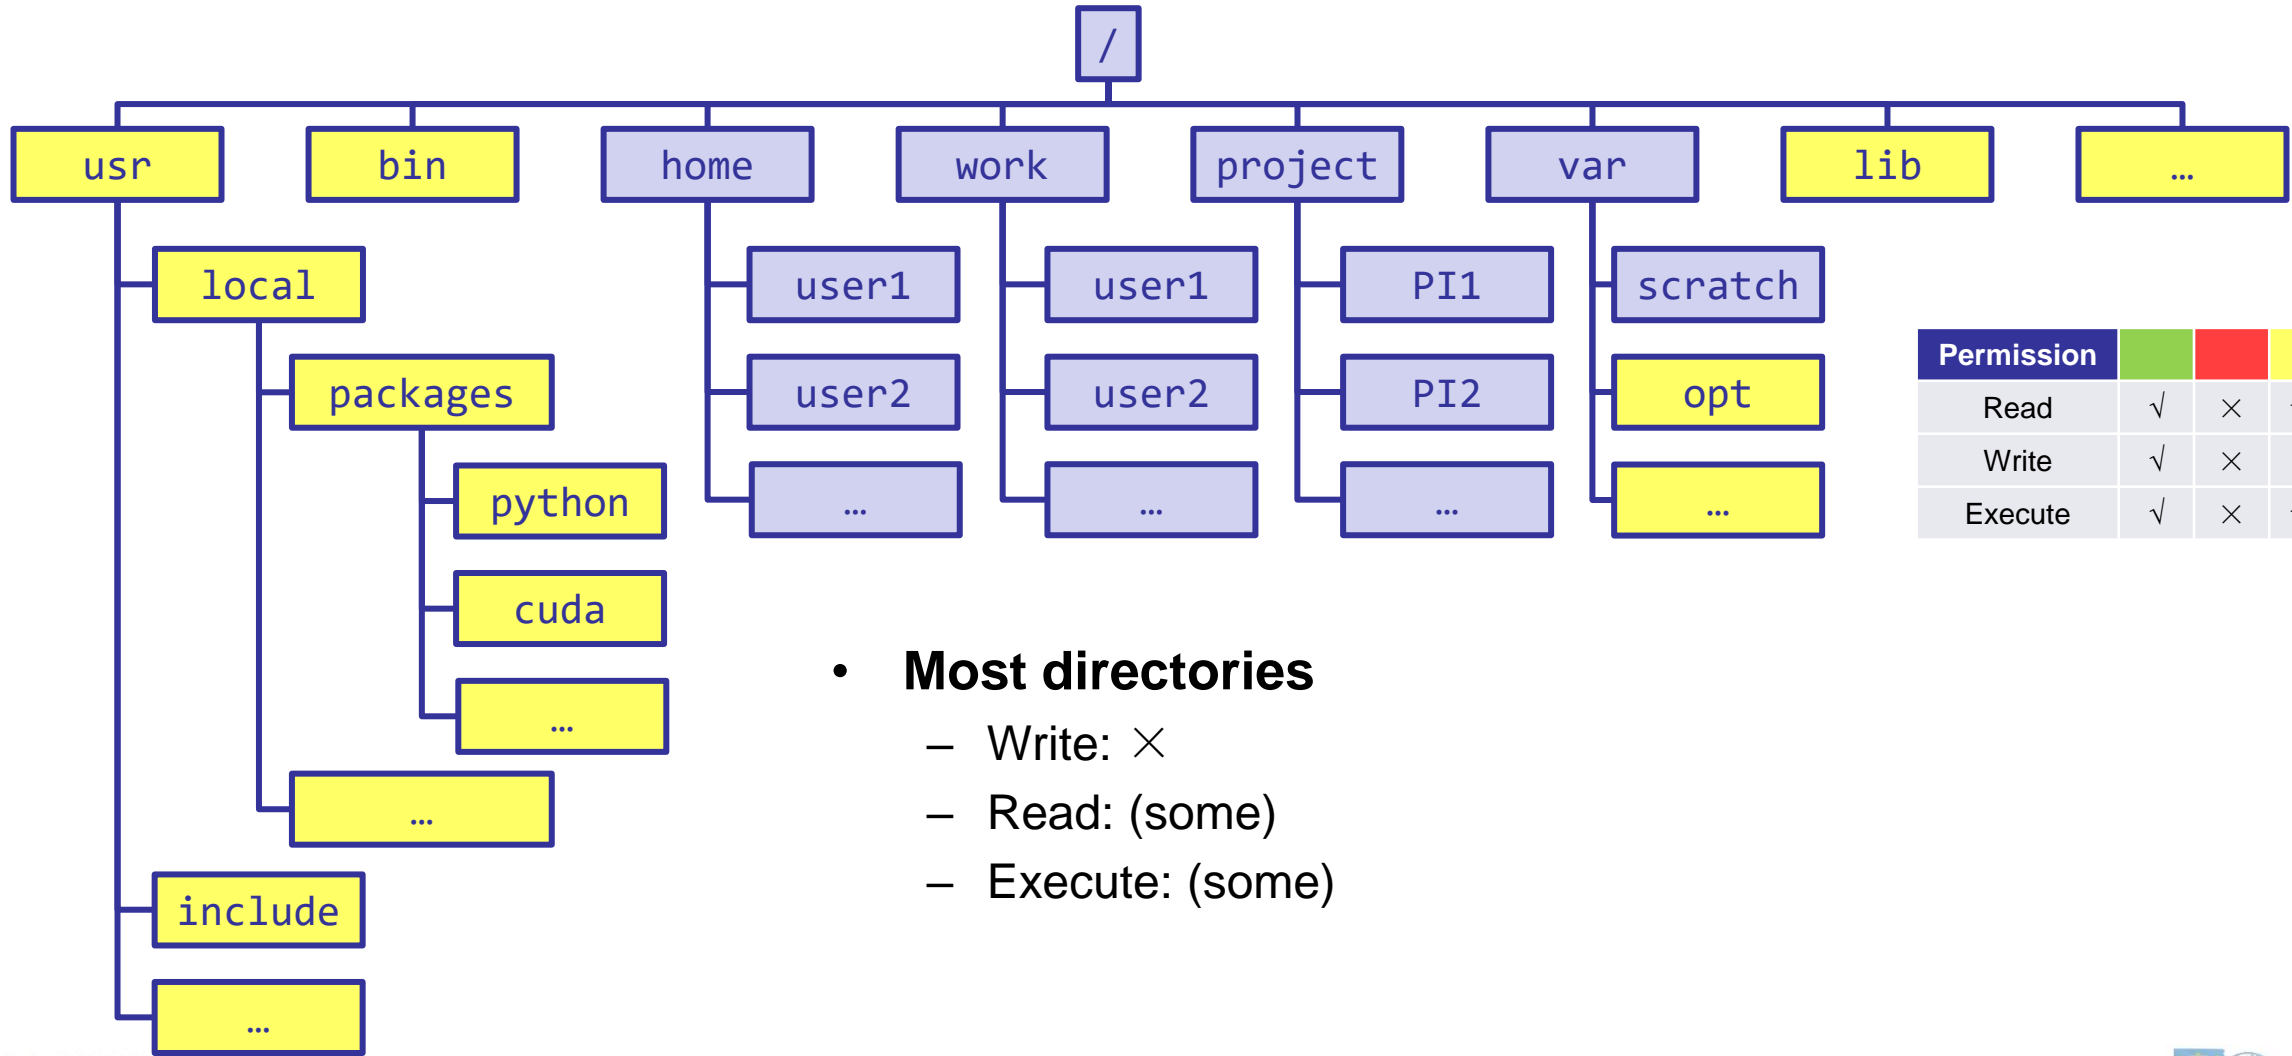 /
usr bin home work project var lib …
local user1 user1 PI1 scratch
packages user2 user2 PI2 opt
python … … … …
cuda
…
…
include
…
Permission
Read √ ×
Write √ ×
Execute √ ×
• Most directories
– Write: ×
– Read: (some)
– Execute: (some)